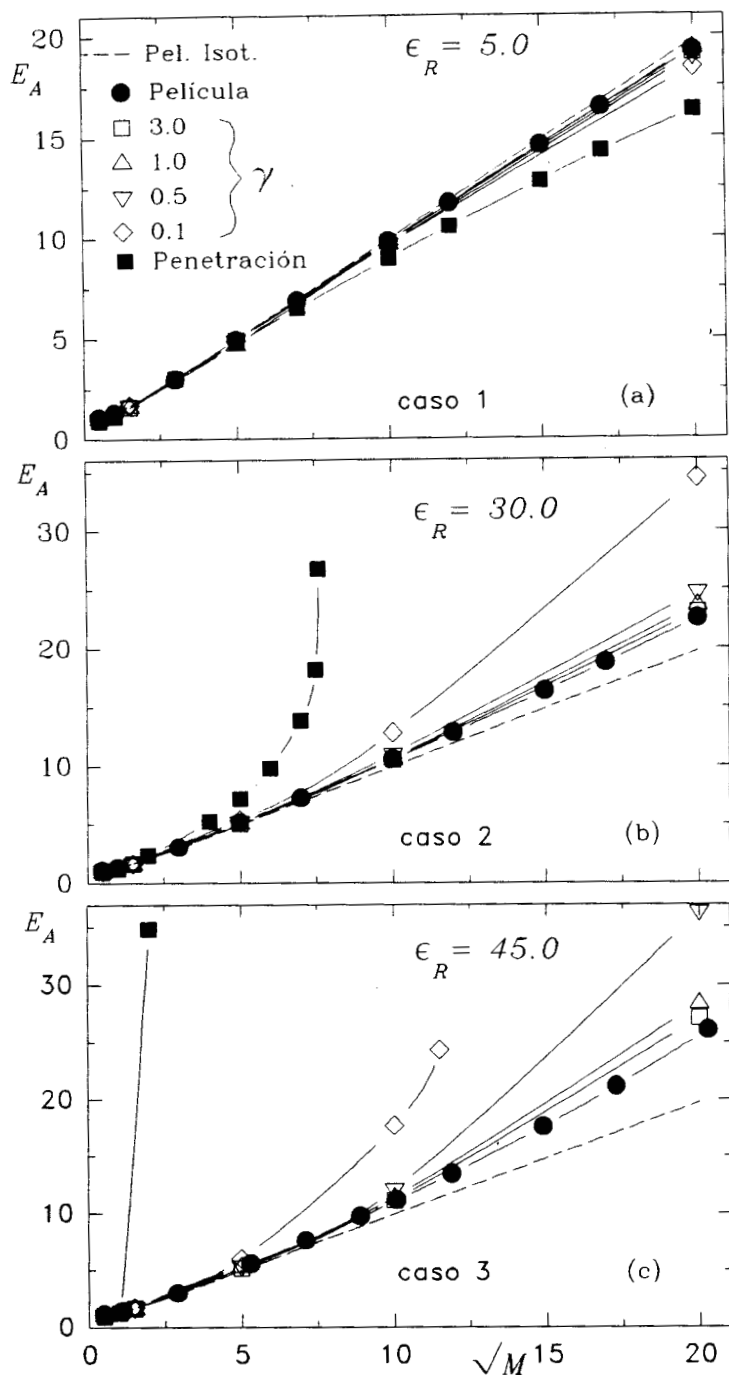 20
E_A
15
10
5
0
-- Pel. Isot.
● Película
□ 3.0
△ 1.0
▽ 0.5
◇ 0.1
γ
■ Penetración
ϵ_R = 5.0
caso 1 (a)
E_A
30
20
10
0
ϵ_R = 30.0
caso 2 (b)
E_A
30
20
10
0
ϵ_R = 45.0
caso 3 (c)
0 5 10 √M 15 20